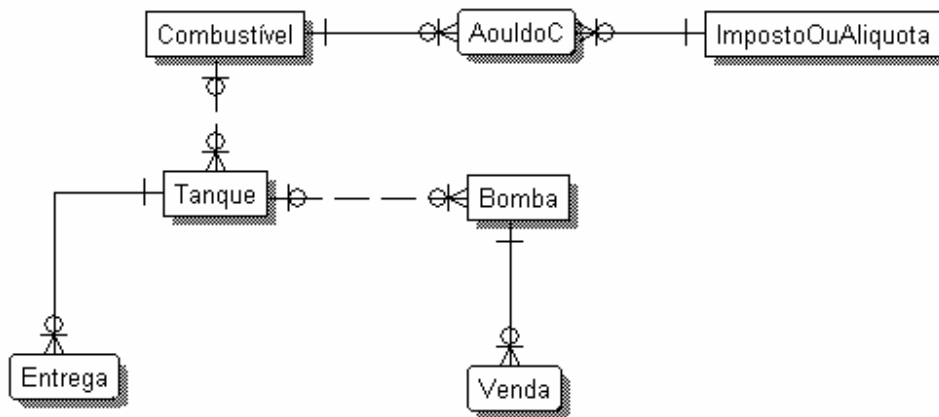 Combustível
AouIdoC
ImpostoOuAliquota
Tanque
Bomba
Entrega
Venda